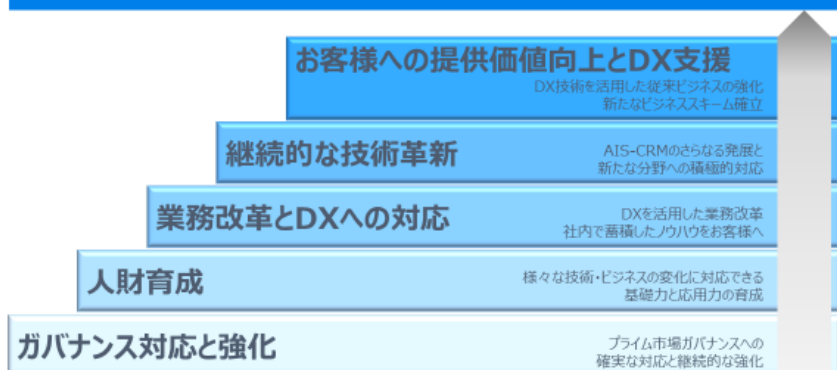 お客様への提供価値向上とDX支援
DX技術を活用した従来ビジネスの強化
新たなビジネススキーム確立
継続的な技術革新
AIS-CRMのさらなる発展と
新たな分野への積極的対応
業務改革とDXへの対応
DXを活用した業務改革
社内で蓄積したノウハウをお客様へ
人財育成
様々な技術・ビジネスの変化に対応できる
基礎力と応用力の育成
ガバナンス対応と強化
プライム市場ガバナンスへの
確実な対応と継続的な強化